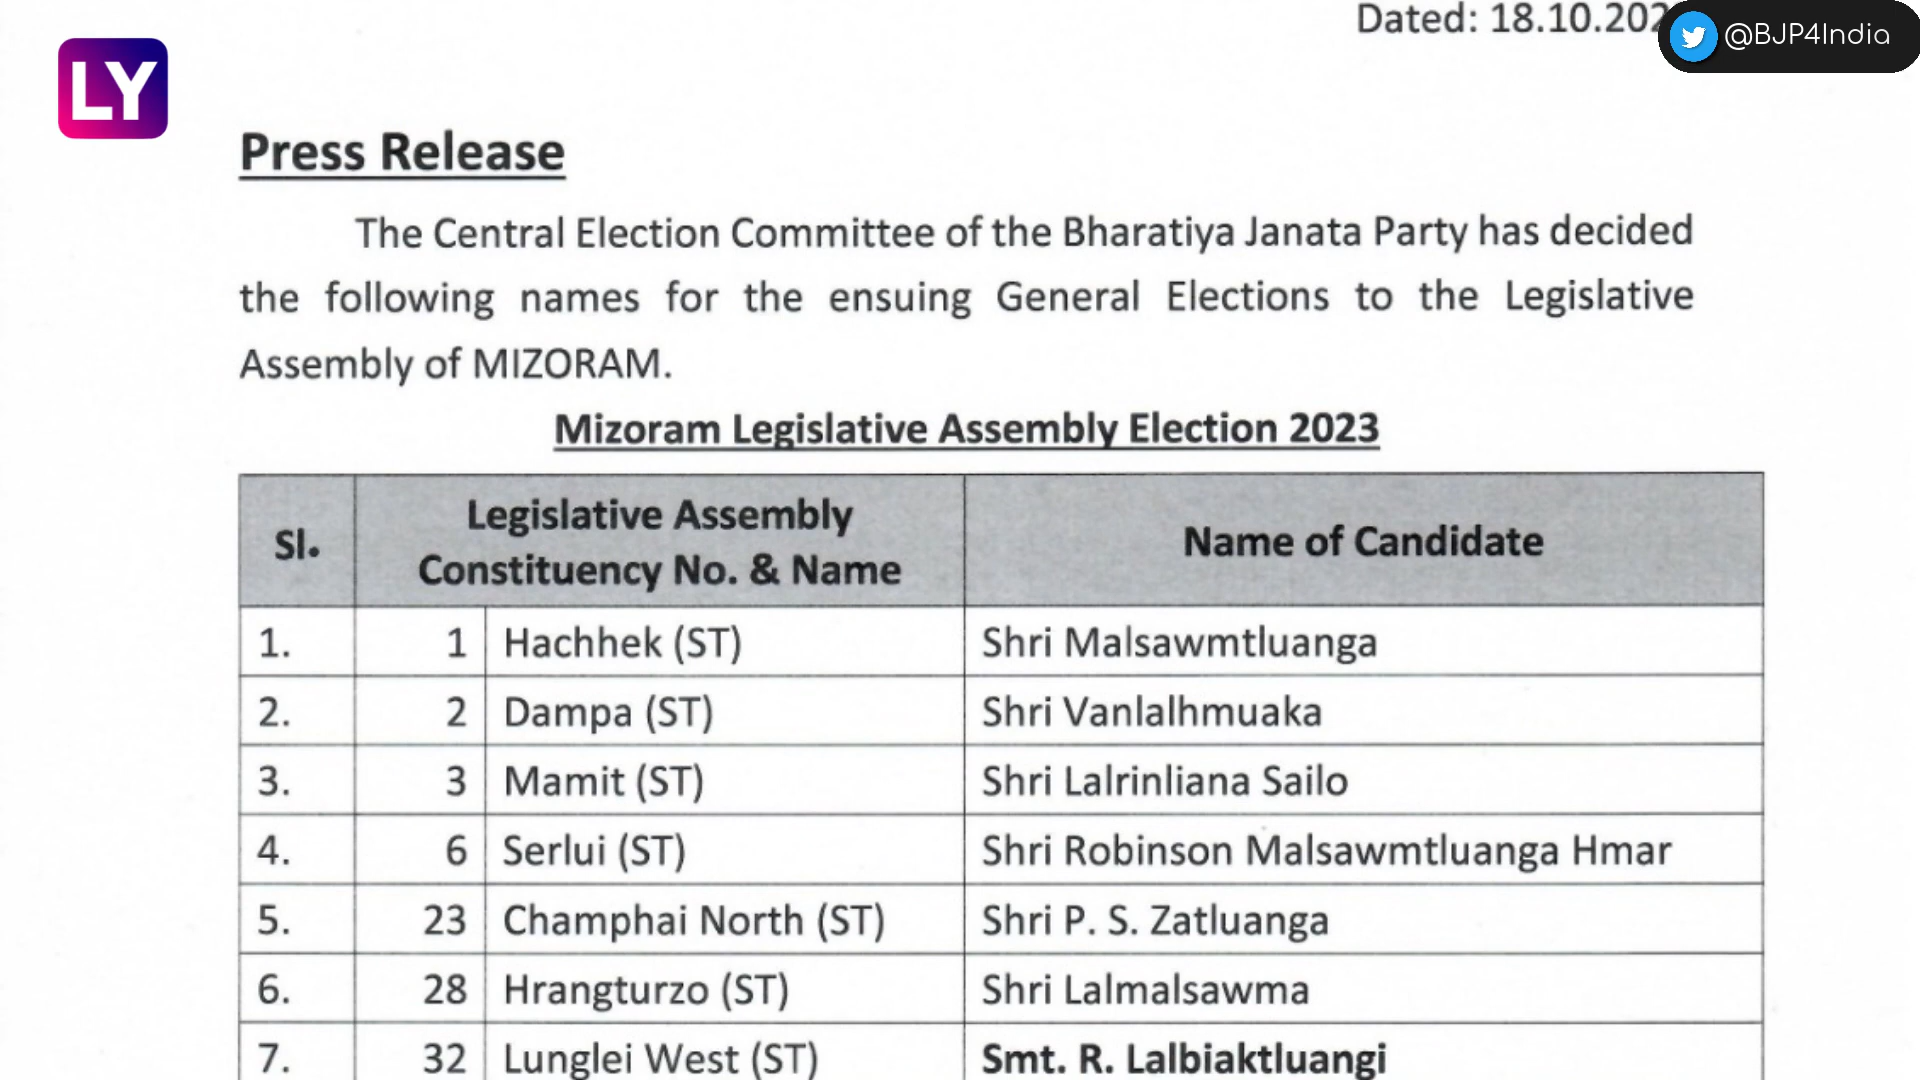 Dated: 18.10.202
@BJP4India
LY
Press Release
The Central Election Committee of the Bharatiya Janata Party has decided
the following names for the ensuing General Elections to the Legislative
Assembly of MIZORAM.
Mizoram Legislative Assembly Election 2023
Sl. Legislative Assembly Constituency No. & Name Name of Candidate
1. 1 Hachhek (ST) Shri Malsawmtluanga
2. 2 Dampa (ST) Shri Vanlalhmuaka
3. 3 Mamit (ST) Shri Lalrinliana Sailo
4. 6 Serlui (ST) Shri Robinson Malsawmtluanga Hmar
5. 23 Champhai North (ST) Shri P. S. Zatluanga
6. 28 Hrangturzo (ST) Shri Lalmalsawma
7. 32 Lunglei West (ST) Smt. R. Lalbiaktluangi